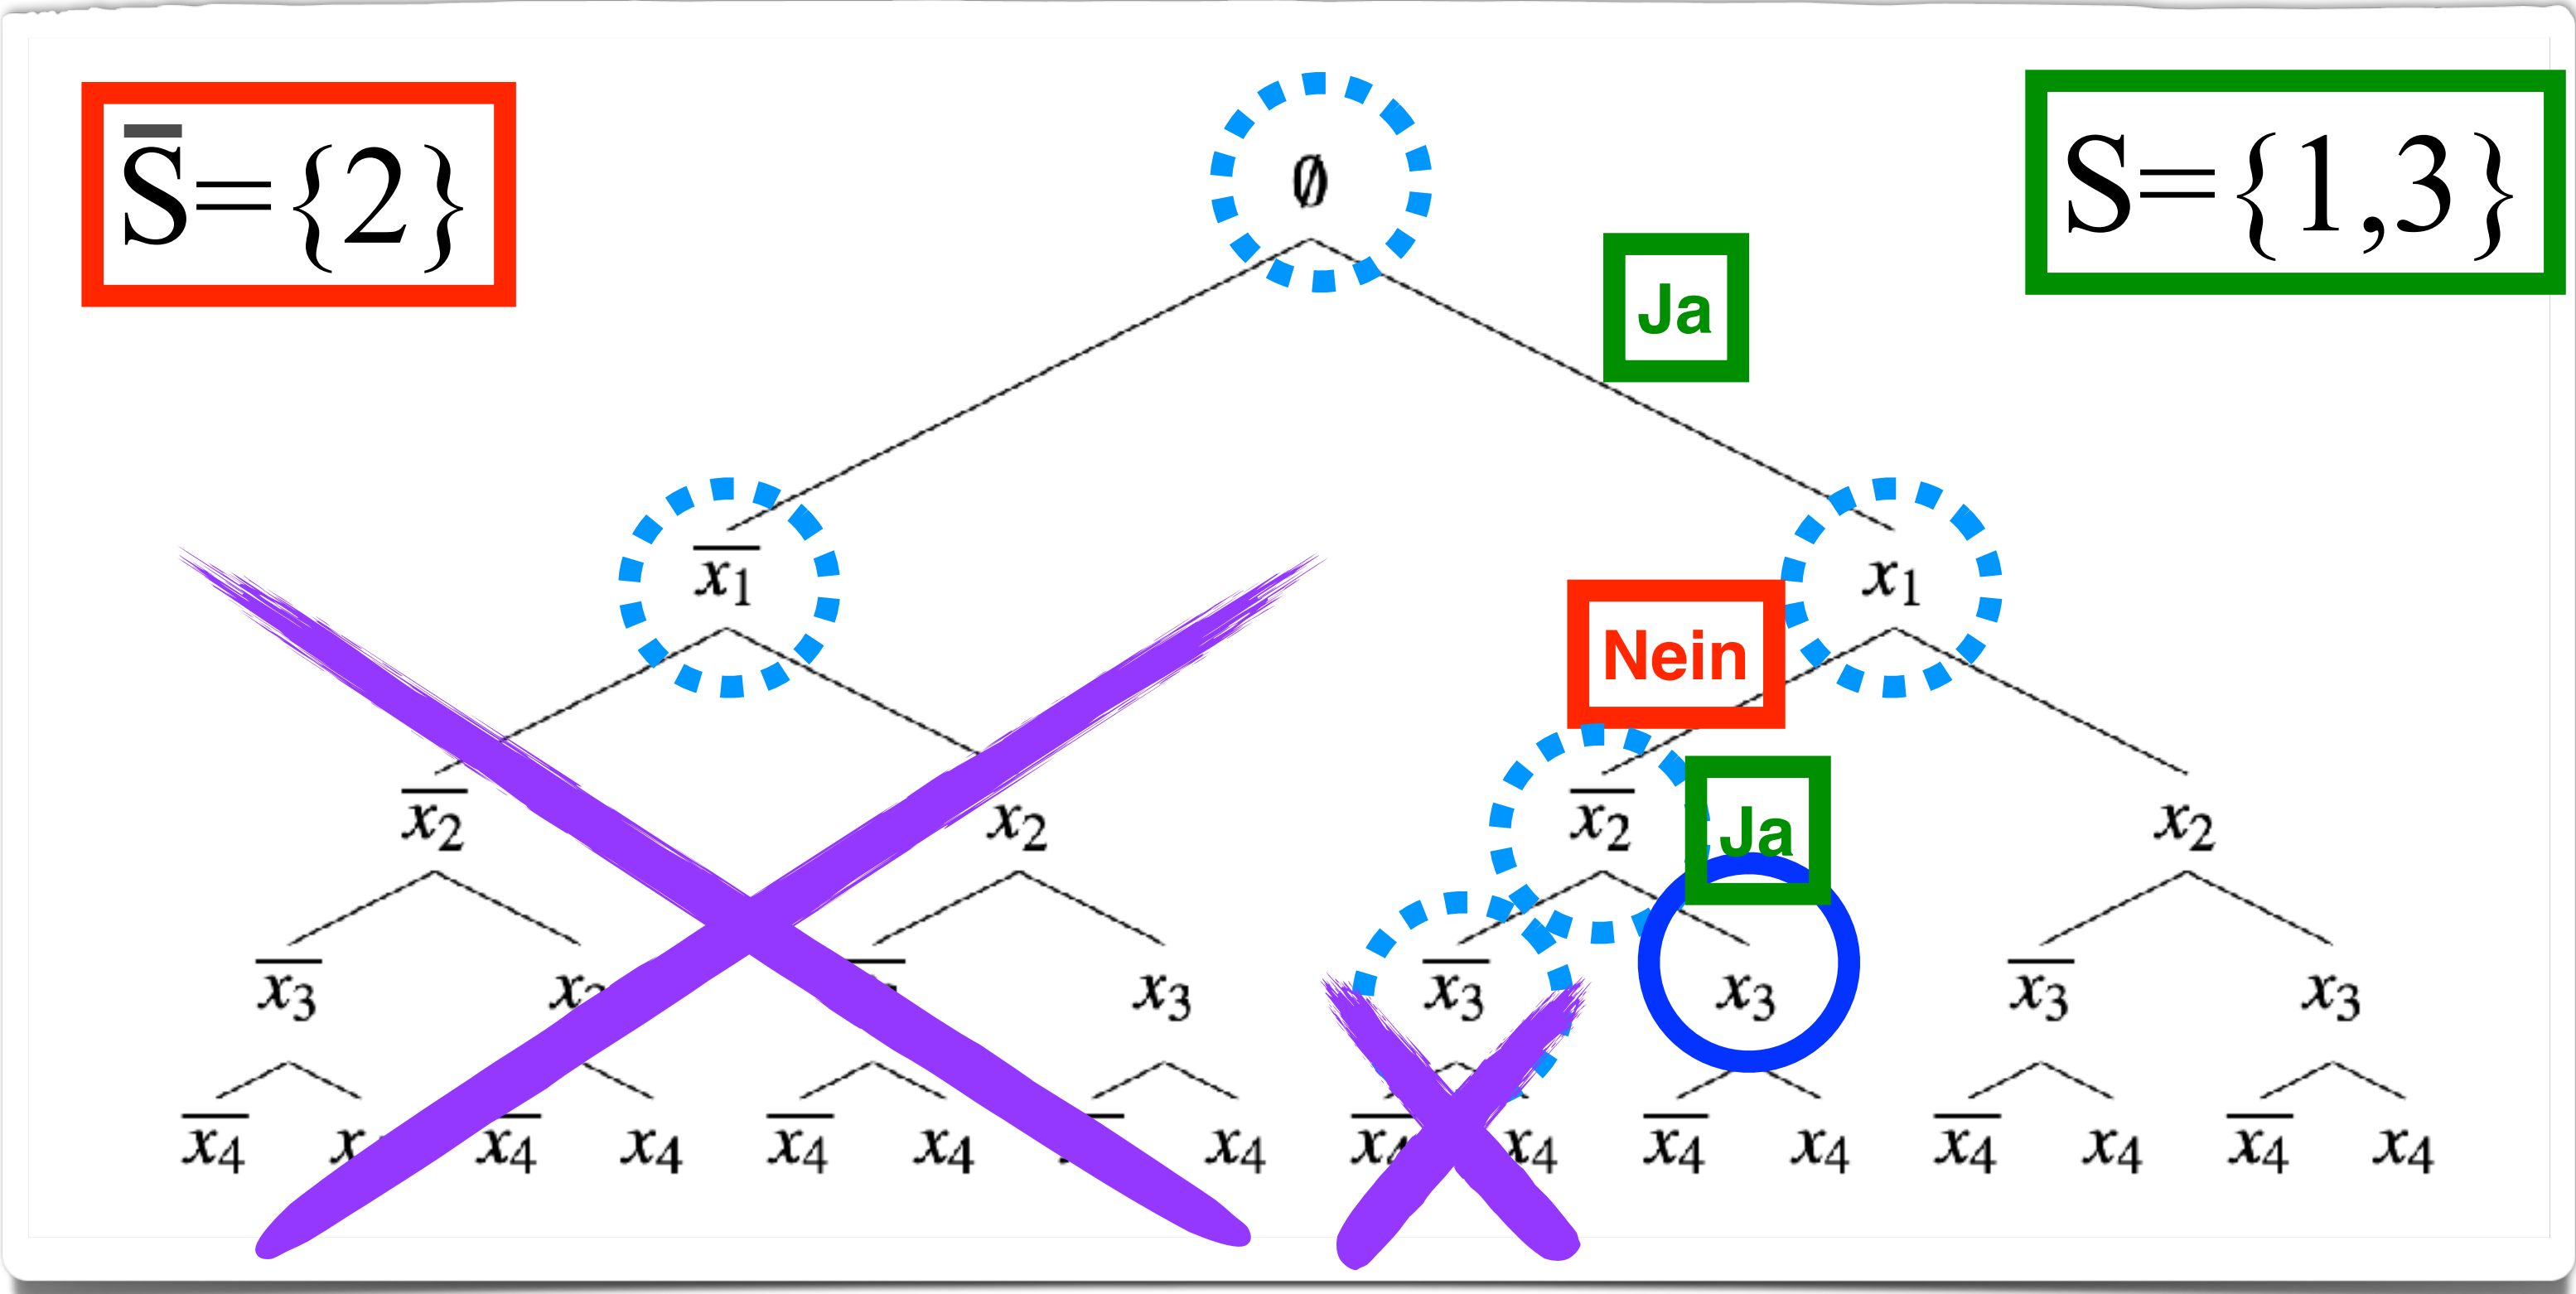 S̅={2}
S={1,3}
∅
Ja
x̅₁ x₁
Nein
x̅₂ x₂ x̅₂ Ja x₂
x̅₃ x₃ x̅₃ x₃ x̅₃ x₃
x̅₄ x̅₄ x₄ x̅₄ x₄ x₄ x̅₄ x₄ x̅₄ x₄ x̅₄ x₄ x̅₄ x₄